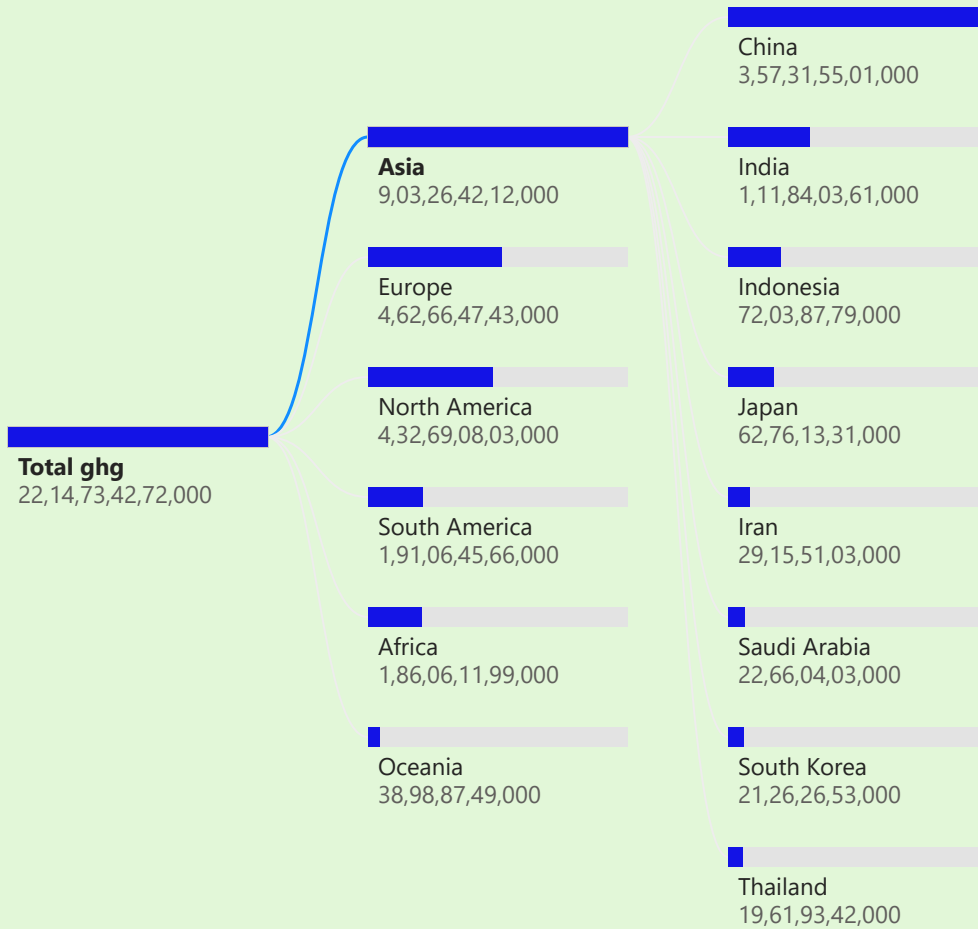 Total ghg
22,14,73,42,72,000
Asia
9,03,26,42,12,000
Europe
4,62,66,47,43,000
North America
4,32,69,08,03,000
South America
1,91,06,45,66,000
Africa
1,86,06,11,99,000
Oceania
38,98,87,49,000
China
3,57,31,55,01,000
India
1,11,84,03,61,000
Indonesia
72,03,87,79,000
Japan
62,76,13,31,000
Iran
29,15,51,03,000
Saudi Arabia
22,66,04,03,000
South Korea
21,26,26,53,000
Thailand
19,61,93,42,000